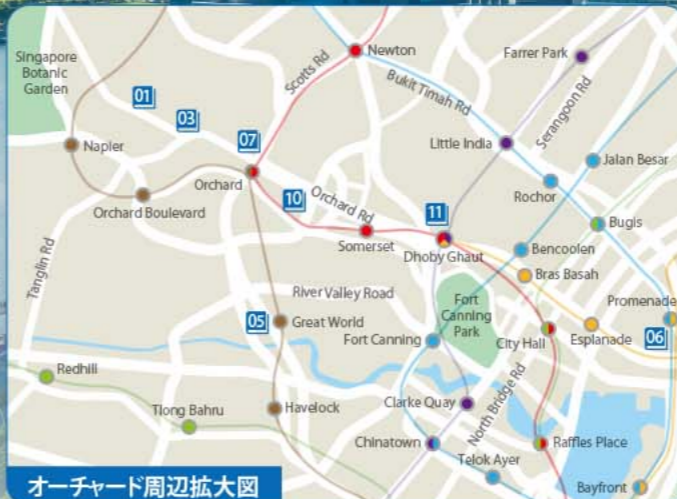 Singapore
Botanic
Garden
Newton
Farrer Park
Scotts Rd
Bukit Timah Rd
Serangoon Rd
01
03
07
Napier
Little India
Jalan Besar
Orchard
Rochor
Orchard Boulevard
10
Orchard Rd
11
Bugis
Somerset
Dhoby Ghaut
Bencoolen
Bras Basah
Tanglin Rd
River Valley Road
Fort
Canning
Park
Promenade
05
Great World
Fort Canning
City Hall
Esplanade
06
Redhill
North Bridge Rd
Tiong Bahru
Havelock
Clarke Quay
Chinatown
Raffles Place
Telok Ayer
Bayfront
オーチャード周辺拡大図